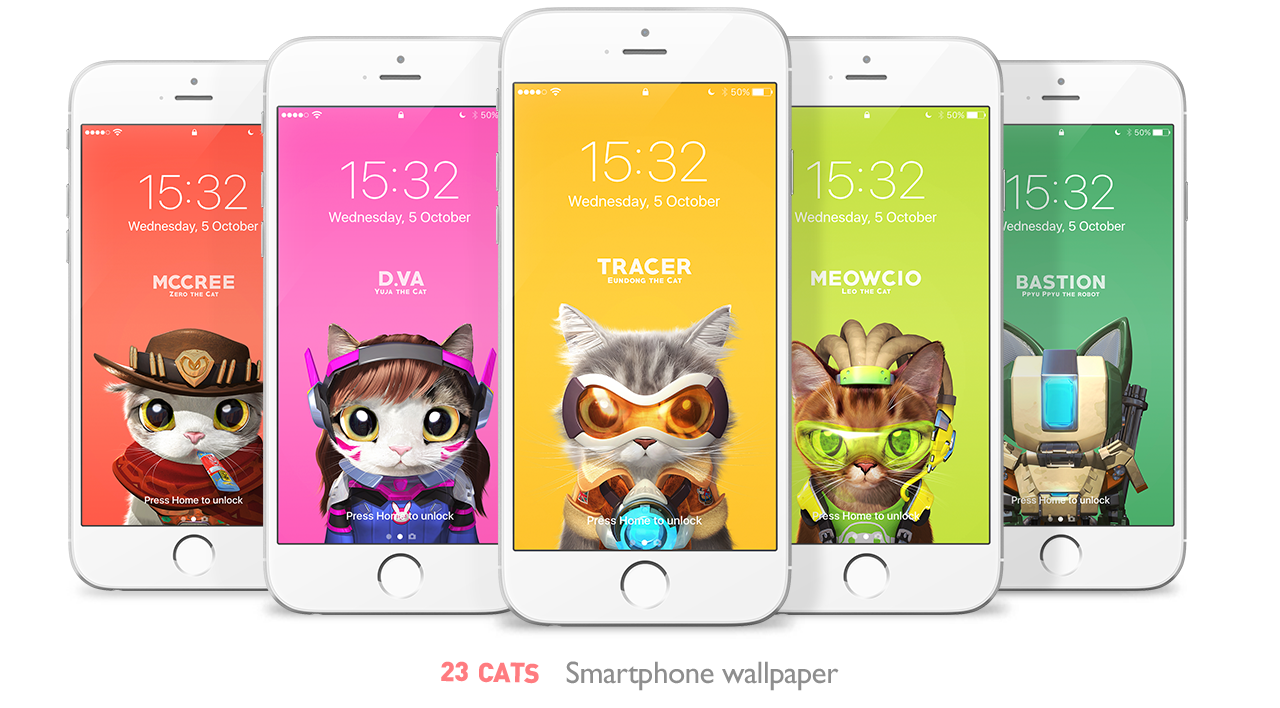 50%
15:32
Wednesday, 5 October
MCCREE
ZERO THE CAT
Press Home to unlock
50%
15:32
Wednesday, 5 October
D.VA
YUJA THE CAT
Press Home to unlock
50%
15:32
Wednesday, 5 October
TRACER
EUNDONG THE CAT
Press Home to unlock
50%
15:32
Wednesday, 5 October
MEOWCIO
LEO THE CAT
Press Home to unlock
15:32
Wednesday, 5 October
BASTION
PPYU PPYU THE ROBOT
Press Home to unlock
23 CATS Smartphone wallpaper